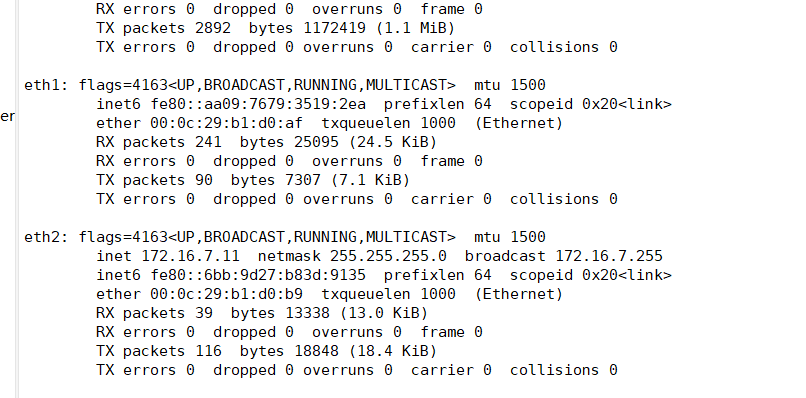 RX errors 0  dropped 0  overruns 0  frame 0
TX packets 2892  bytes 1172419 (1.1 MiB)
TX errors 0  dropped 0 overruns 0  carrier 0  collisions 0
eth1: flags=4163<UP,BROADCAST,RUNNING,MULTICAST>  mtu 1500
inet6 fe80::aa09:7679:3519:2ea  prefixlen 64  scopeid 0x20<link>
er
ether 00:0c:29:b1:d0:af  txqueuelen 1000  (Ethernet)
RX packets 241  bytes 25095 (24.5 KiB)
RX errors 0  dropped 0  overruns 0  frame 0
TX packets 90  bytes 7307 (7.1 KiB)
TX errors 0  dropped 0 overruns 0  carrier 0  collisions 0
eth2: flags=4163<UP,BROADCAST,RUNNING,MULTICAST>  mtu 1500
inet 172.16.7.11  netmask 255.255.255.0  broadcast 172.16.7.255
inet6 fe80::6bb:9d27:b83d:9135  prefixlen 64  scopeid 0x20<link>
ether 00:0c:29:b1:d0:b9  txqueuelen 1000  (Ethernet)
RX packets 39  bytes 13338 (13.0 KiB)
RX errors 0  dropped 0  overruns 0  frame 0
TX packets 116  bytes 18848 (18.4 KiB)
TX errors 0  dropped 0 overruns 0  carrier 0  collisions 0